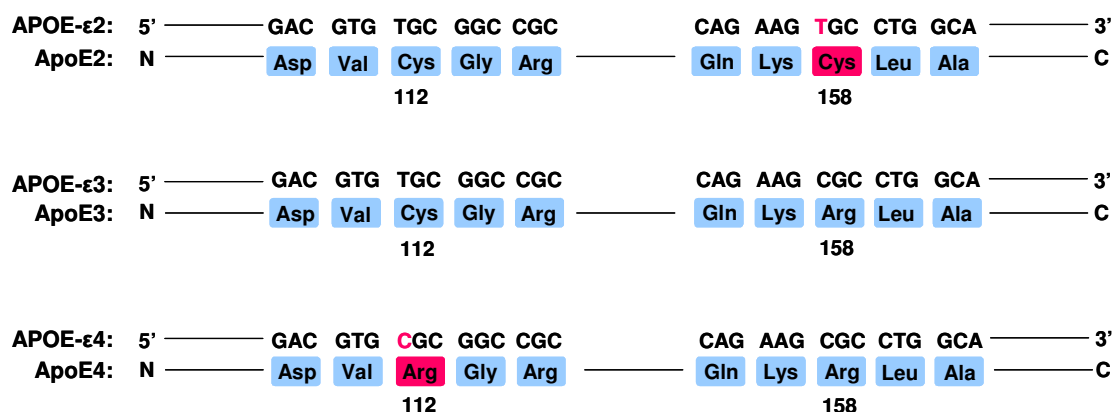 APOE-ε2: 5’ GAC GTG TGC GGC CGC CAG AAG TGC CTG GCA 3’
ApoE2: N Asp Val Cys Gly Arg Gln Lys Cys Leu Ala C
112 158
APOE-ε3: 5’ GAC GTG TGC GGC CGC CAG AAG CGC CTG GCA 3’
ApoE3: N Asp Val Cys Gly Arg Gln Lys Arg Leu Ala C
112 158
APOE-ε4: 5’ GAC GTG CGC GGC CGC CAG AAG CGC CTG GCA 3’
ApoE4: N Asp Val Arg Gly Arg Gln Lys Arg Leu Ala C
112 158